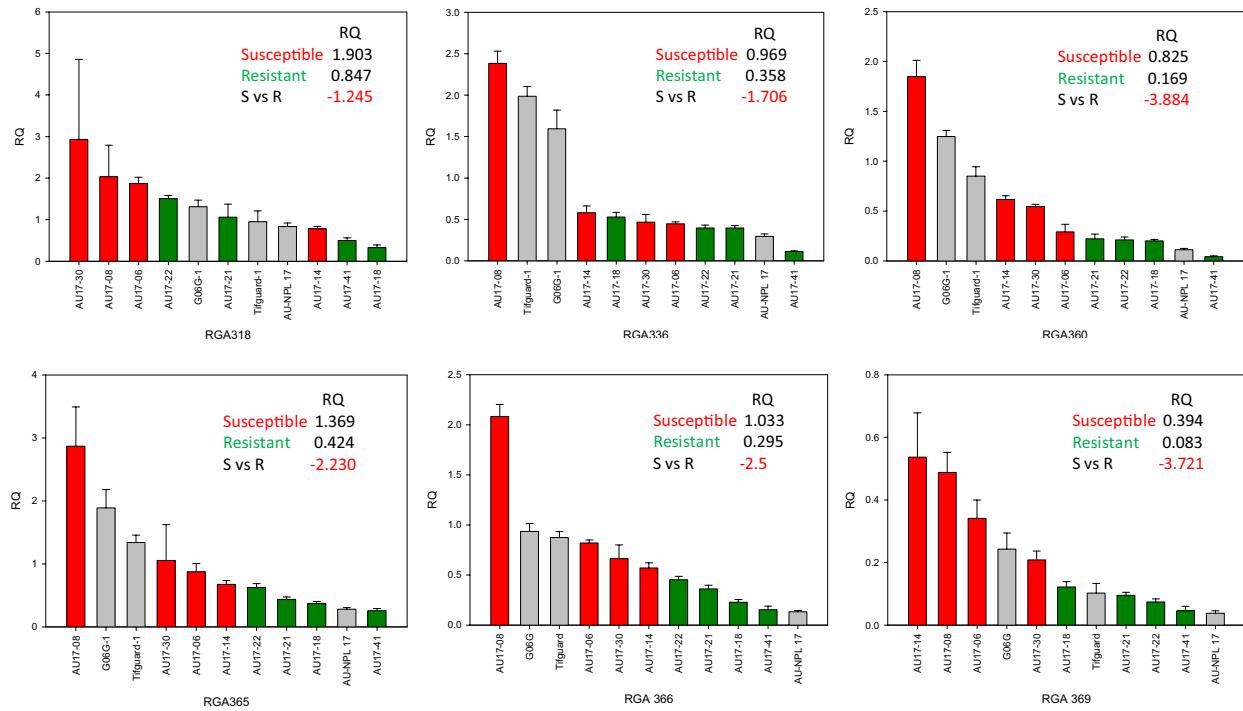 6
5
4
3
2
1
0
RQ
RQ
Susceptible 1.903
Resistant 0.847
S vs R -1.245
AU17-30
AU17-08
AU17-06
AU17-22
G06G-1
AU17-21
Tifguard-1
AU-NPL 17
AU17-14
AU17-41
AU17-18
RGA318
3.0
2.5
2.0
1.5
1.0
0.5
0.0
RQ
RQ
Susceptible 0.969
Resistant 0.358
S vs R -1.706
AU17-08
Tifguard-1
G06G-1
AU17-14
AU17-18
AU17-30
AU17-06
AU17-22
AU17-21
AU-NPL 17
AU17-41
RGA336
2.5
2.0
1.5
1.0
0.5
0.0
RQ
RQ
Susceptible 0.825
Resistant 0.169
S vs R -3.884
AU17-08
G06G-1
Tifguard-1
AU17-14
AU17-30
AU17-06
AU17-21
AU17-22
AU17-18
AU-NPL 17
AU17-41
RGA360
4
3
2
1
0
RQ
RQ
Susceptible 1.369
Resistant 0.424
S vs R -2.230
AU17-08
G06G-1
Tifguard-1
AU17-30
AU17-06
AU17-14
AU17-22
AU17-21
AU17-18
AU-NPL 17
AU17-41
RGA365
2.5
2.0
1.5
1.0
0.5
0.0
RQ
RQ
Susceptible 1.033
Resistant 0.295
S vs R -2.5
AU17-08
G06G
Tifguard
AU17-06
AU17-30
AU17-14
AU17-22
AU17-21
AU17-18
AU17-41
AU-NPL 17
RGA 366
0.8
0.6
0.4
0.2
0.0
RQ
RQ
Susceptible 0.394
Resistant 0.083
S vs R -3.721
AU17-14
AU17-08
AU17-06
G06G
AU17-30
AU17-18
Tifguard
AU17-21
AU17-22
AU17-41
AU-NPL 17
RGA 369